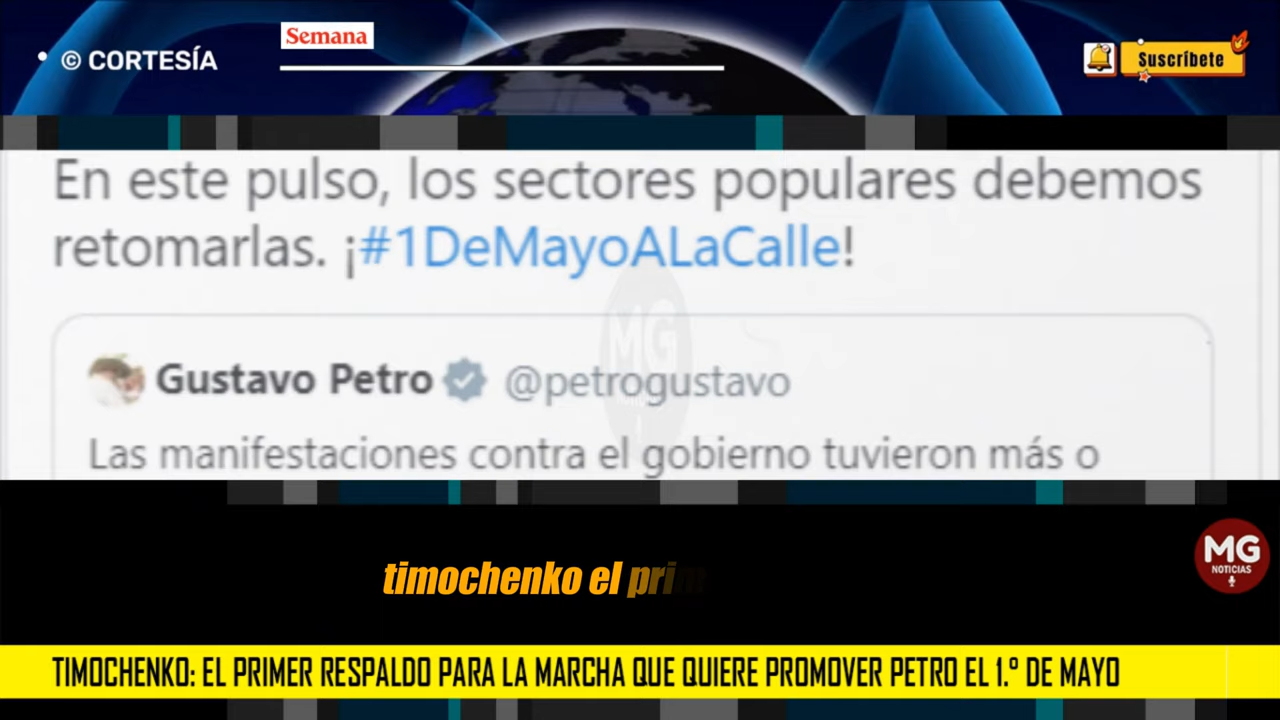 © CORTESÍA
Semana
Suscríbete
En este pulso, los sectores populares debemos
retomarlas. ¡#1DeMayoALaCalle!
MG
Gustavo Petro @petrogustavo
Las manifestaciones contra el gobierno tuvieron más o
timochenko el prim
MG
NOTICIAS
TIMOCHENKO: EL PRIMER RESPALDO PARA LA MARCHA QUE QUIERE PROMOVER PETRO EL 1.º DE MAYO